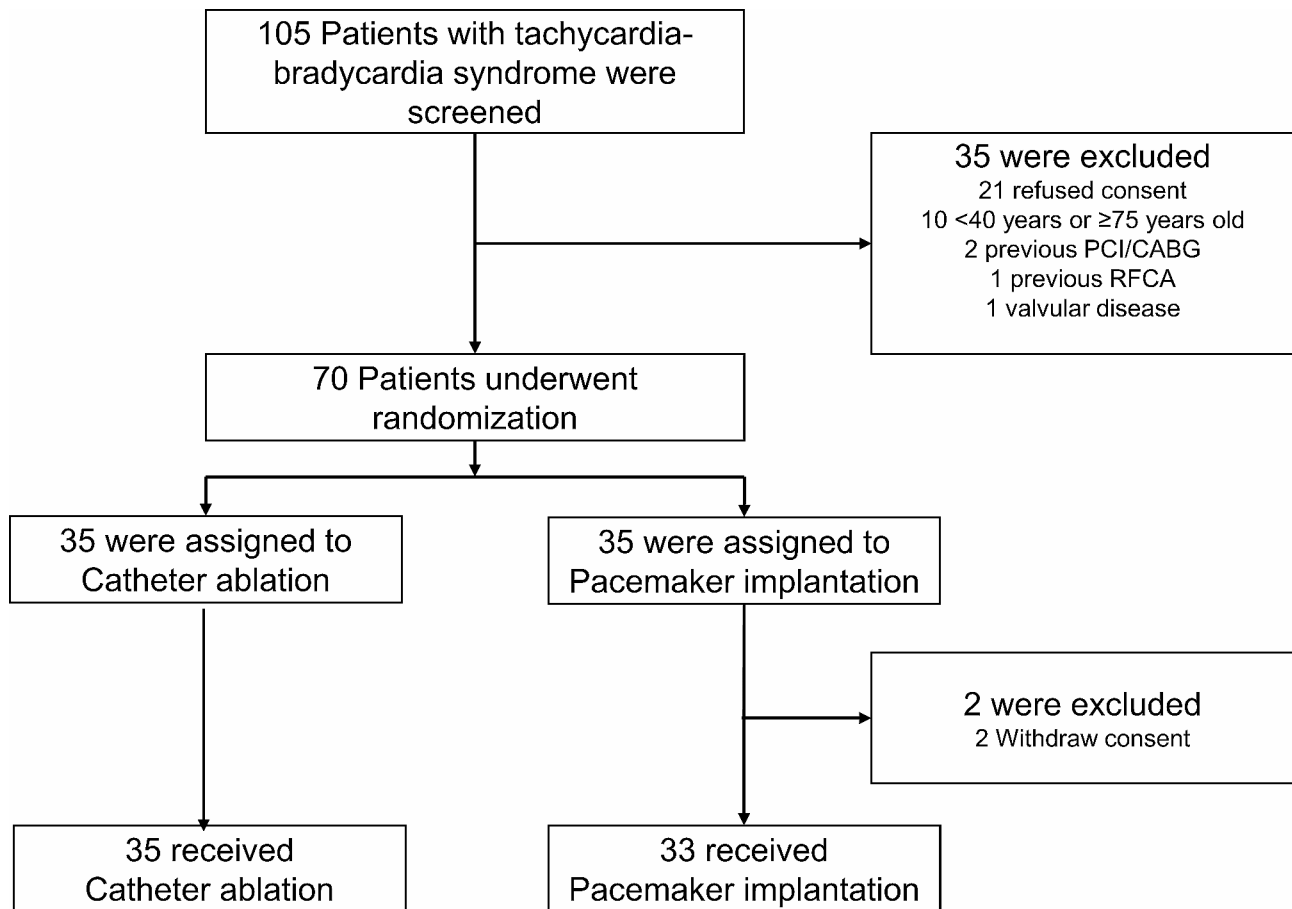 105 Patients with tachycardia-
bradycardia syndrome were
screened
35 were excluded
21 refused consent
10 <40 years or ≥75 years old
2 previous PCI/CABG
1 previous RFCA
1 valvular disease
70 Patients underwent
randomization
35 were assigned to
Catheter ablation
35 were assigned to
Pacemaker implantation
2 were excluded
2 Withdraw consent
35 received
Catheter ablation
33 received
Pacemaker implantation